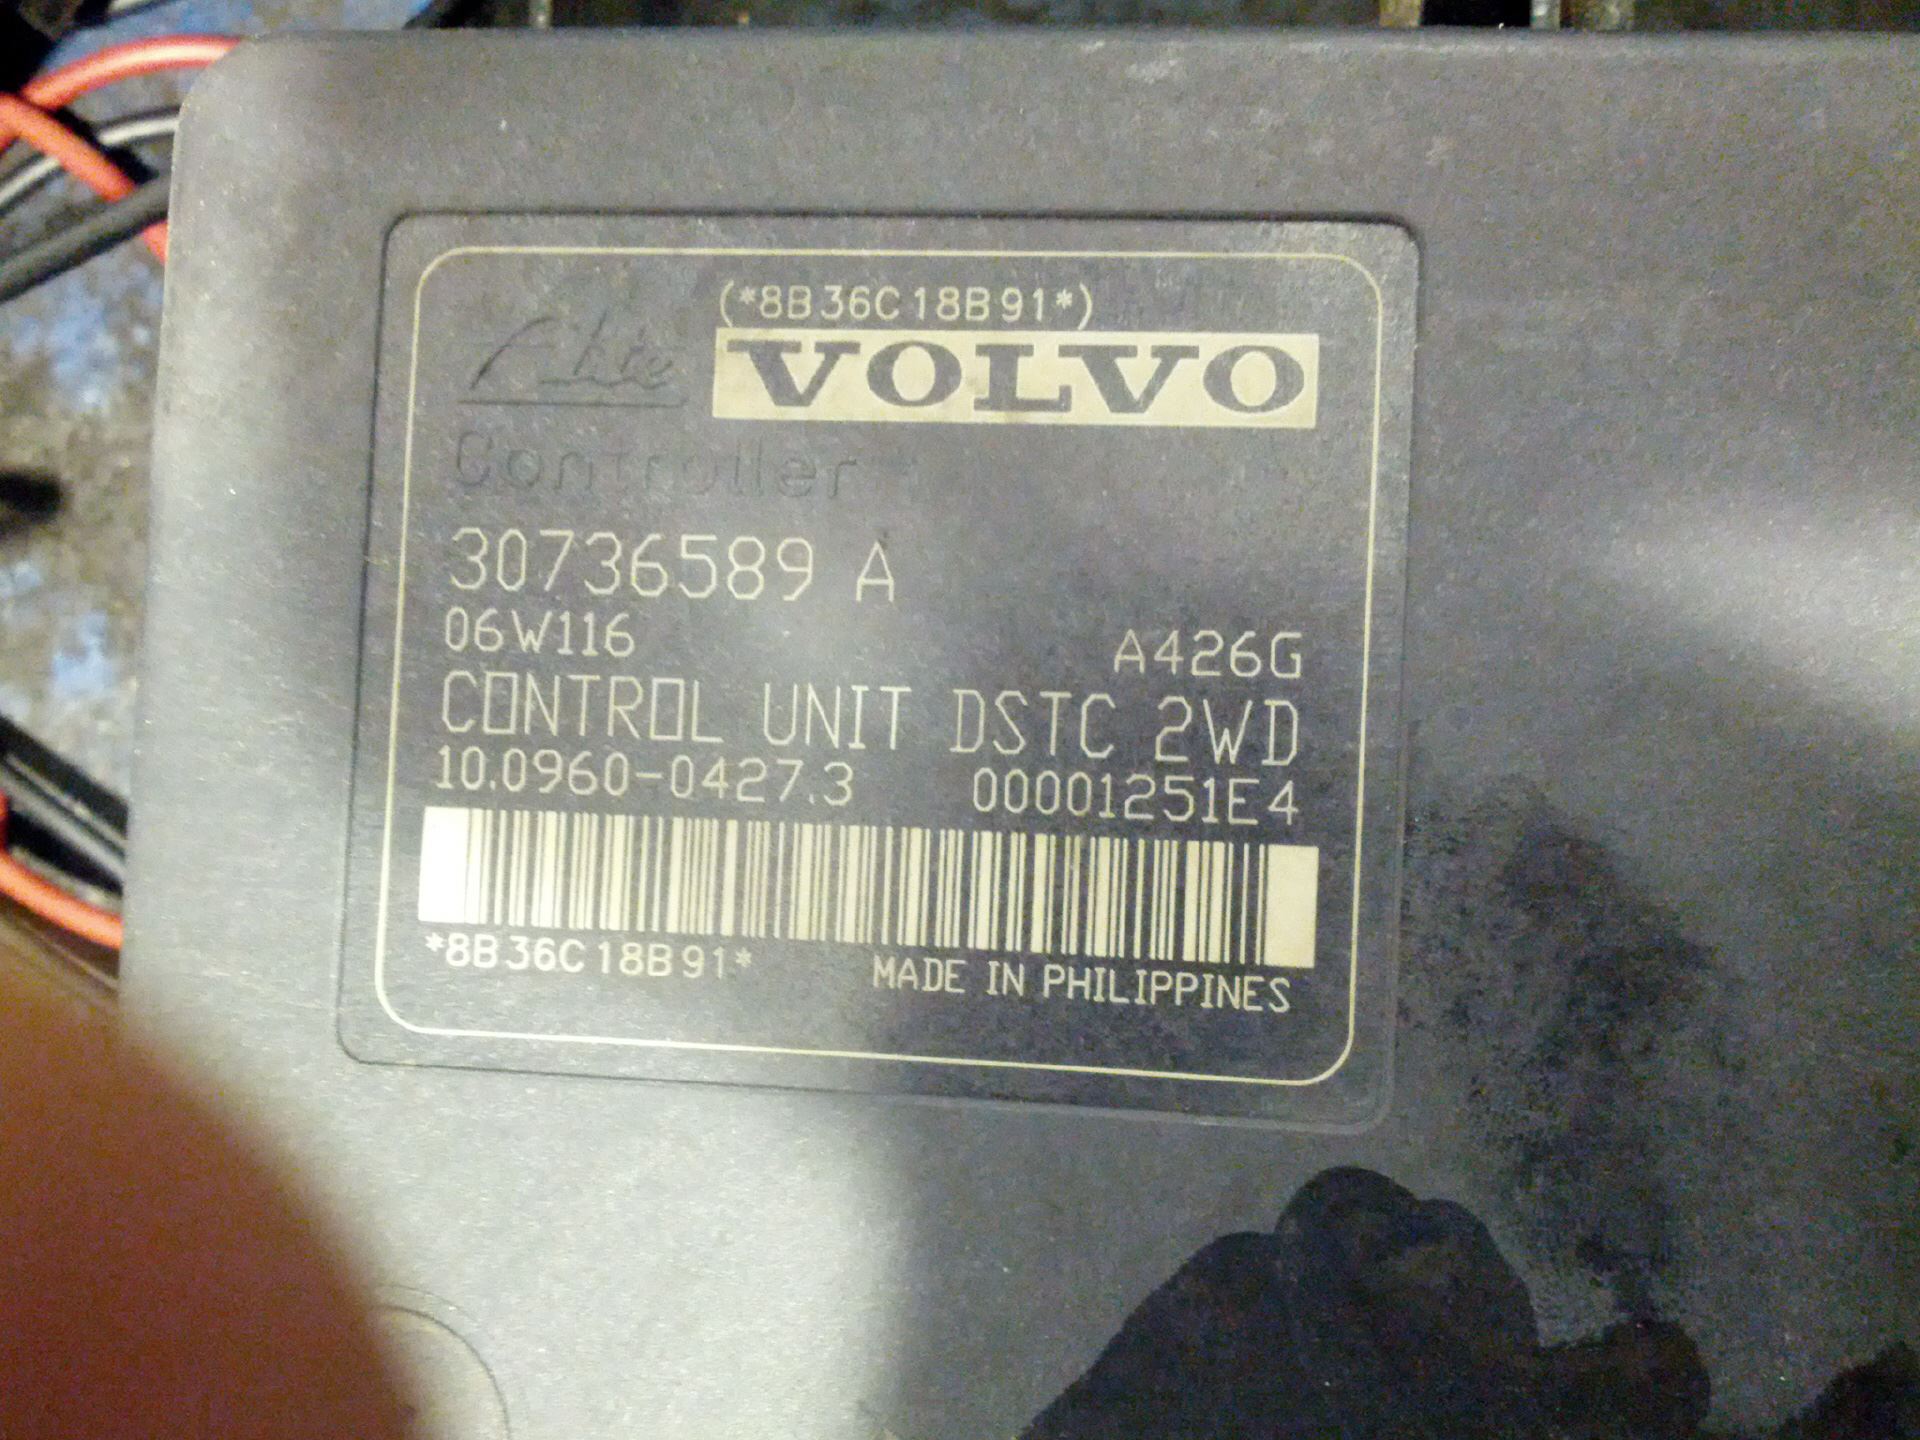 (*8B36C18B91*)
Alite VOLVO
Controller
30736589 A
06W116 A426G
CONTROL UNIT DSTC 2WD
10.0960-0427.3 00001251E4
*8B36C18B91* MADE IN PHILIPPINES